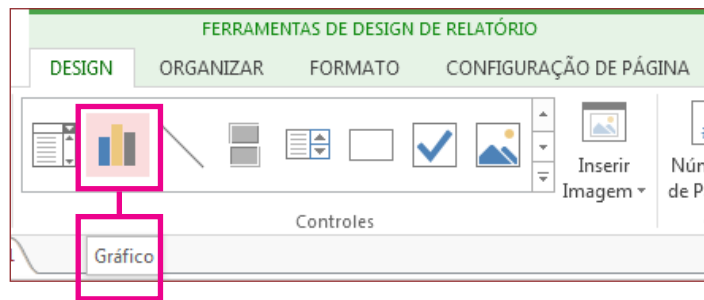 FERRAMENTAS DE DESIGN DE RELATÓRIO
DESIGN ORGANIZAR FORMATO CONFIGURAÇÃO DE PÁGINA
Inserir
Imagem
Controles
Gráfico